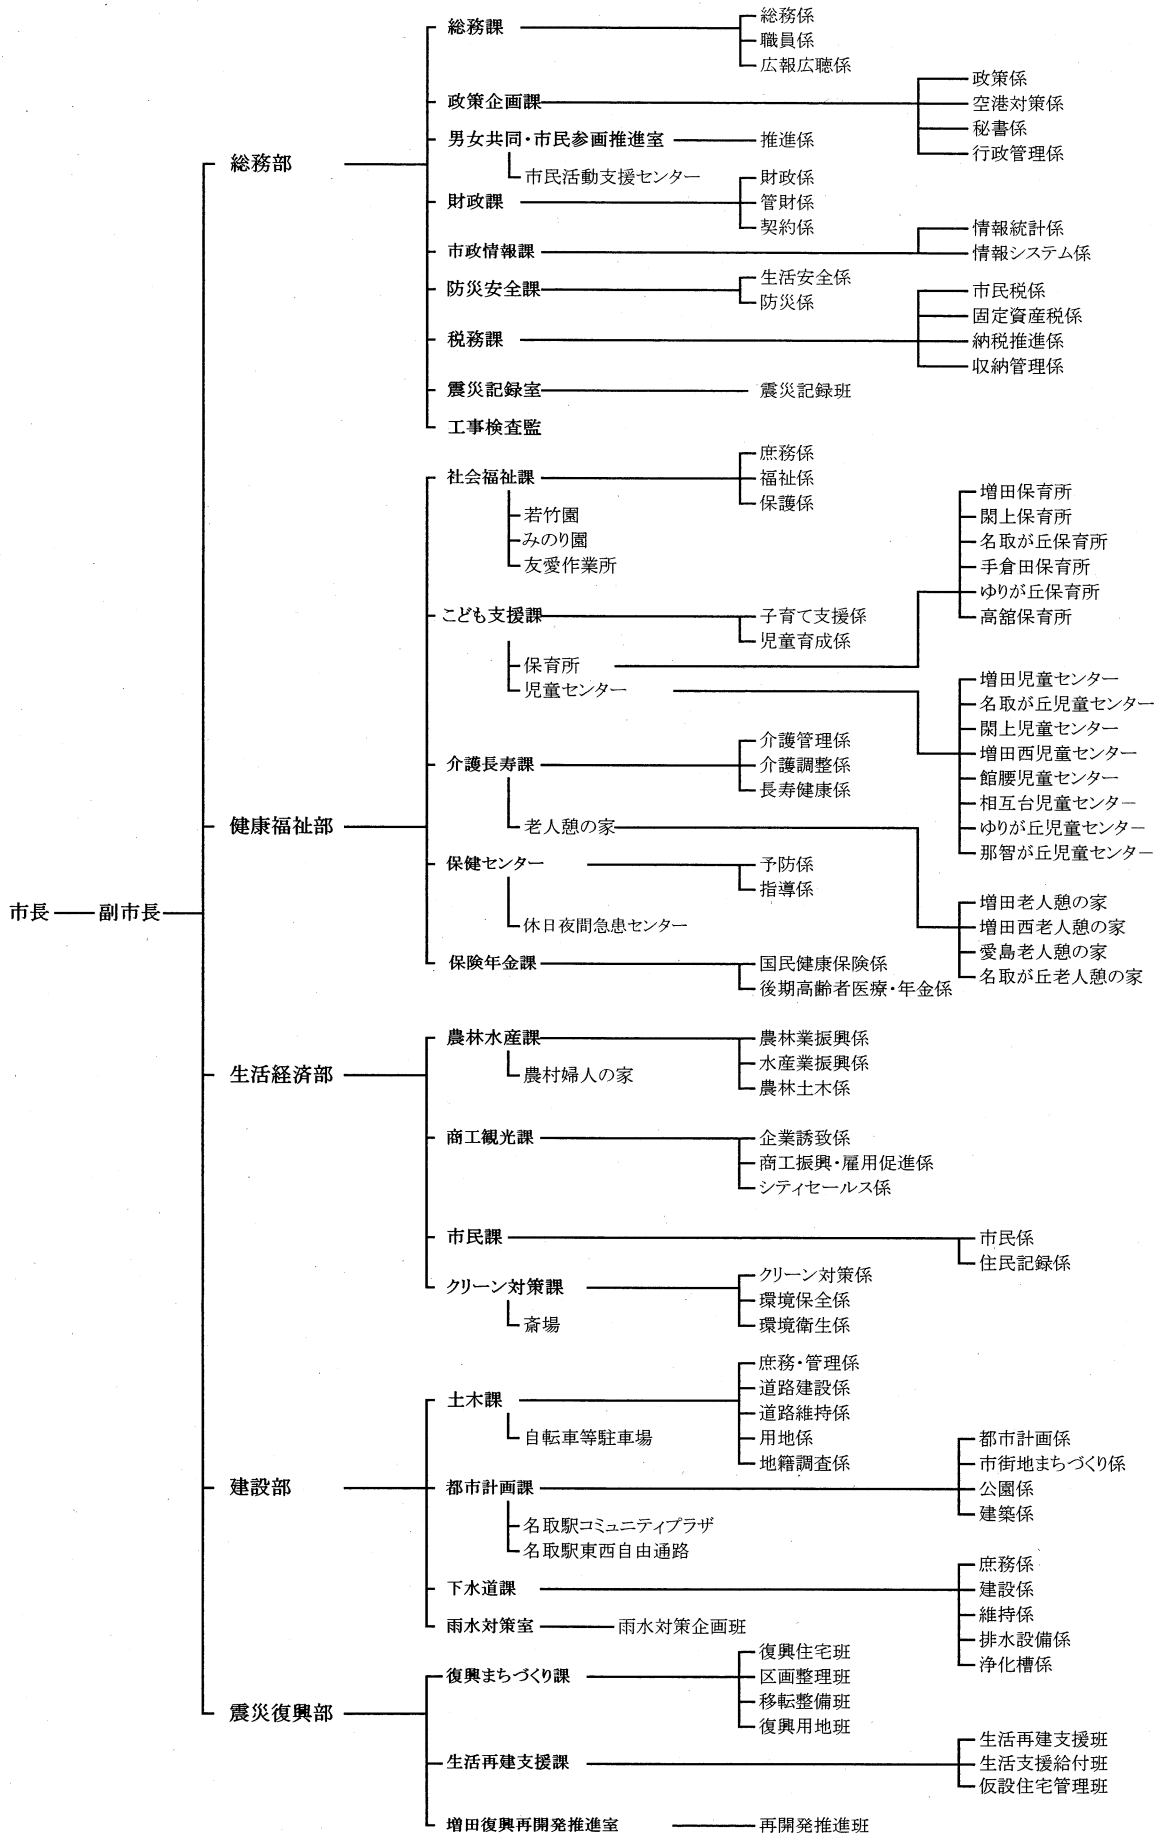 市長
副市長
総務部
総務課
総務係
職員係
広報広聴係
政策企画課
政策係
空港対策係
秘書係
行政管理係
男女共同・市民参画推進室
推進係
市民活動支援センター
財政課
財政係
管財係
契約係
市政情報課
情報統計係
情報システム係
防災安全課
生活安全係
防災係
税務課
市民税係
固定資産税係
納税推進係
収納管理係
震災記録室
震災記録班
工事検査監
健康福祉部
社会福祉課
庶務係
福祉係
保護係
若竹園
みのり園
友愛作業所
こども支援課
子育て支援係
児童育成係
保育所
増田保育所
閖上保育所
名取が丘保育所
手倉田保育所
ゆりが丘保育所
高舘保育所
児童センター
増田児童センター
名取が丘児童センター
閖上児童センター
増田西児童センター
館腰児童センター
相互台児童センター
ゆりが丘児童センター
那智が丘児童センター
介護長寿課
介護管理係
介護調整係
長寿健康係
老人憩の家
増田老人憩の家
増田西老人憩の家
愛島老人憩の家
名取が丘老人憩の家
保健センター
予防係
指導係
休日夜間急患センター
保険年金課
国民健康保険係
後期高齢者医療・年金係
生活経済部
農林水産課
農林業振興係
水産業振興係
農林土木係
農村婦人の家
商工観光課
企業誘致係
商工振興・雇用促進係
シティセールス係
市民課
市民係
住民記録係
クリーン対策課
クリーン対策係
環境保全係
環境衛生係
斎場
建設部
土木課
庶務・管理係
道路建設係
道路維持係
用地係
地籍調査係
自転車等駐車場
都市計画課
都市計画係
市街地まちづくり係
公園係
建築係
名取駅コミュニティプラザ
名取駅東西自由通路
下水道課
庶務係
建設係
維持係
排水設備係
浄化槽係
雨水対策室
雨水対策企画班
震災復興部
復興まちづくり課
復興住宅班
区画整理班
移転整備班
復興用地班
生活再建支援課
生活再建支援班
生活支援給付班
仮設住宅管理班
増田復興再開発推進室
再開発推進班